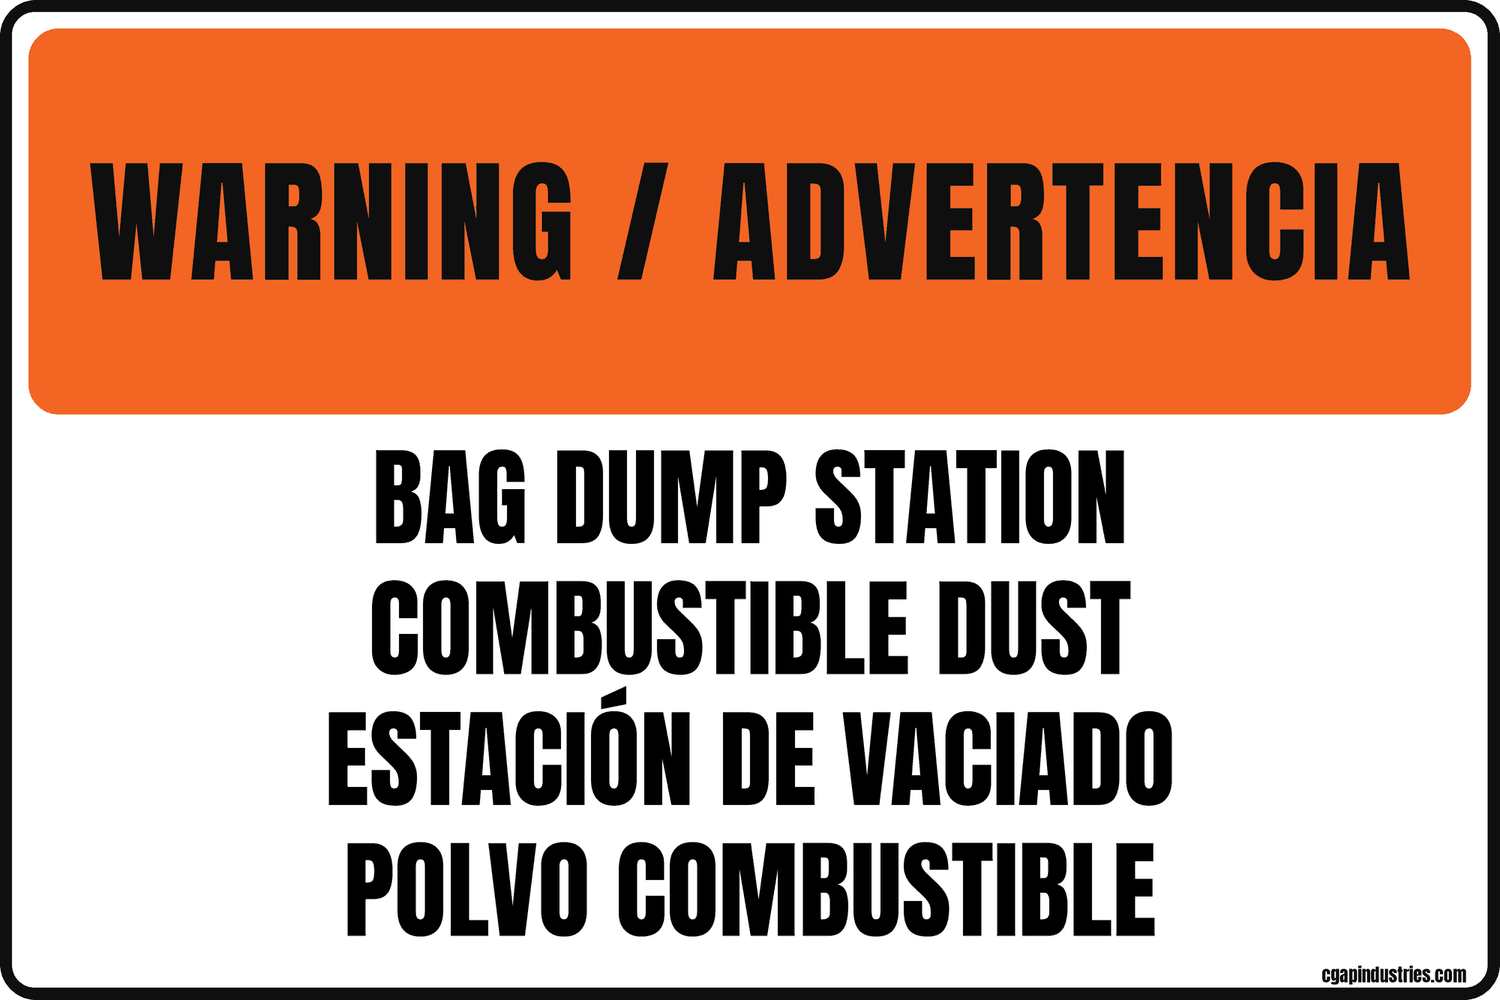 WARNING / ADVERTENCIA
BAG DUMP STATION
COMBUSTIBLE DUST
ESTACIÓN DE VACIADO
POLVO COMBUSTIBLE
cgapindustries.com